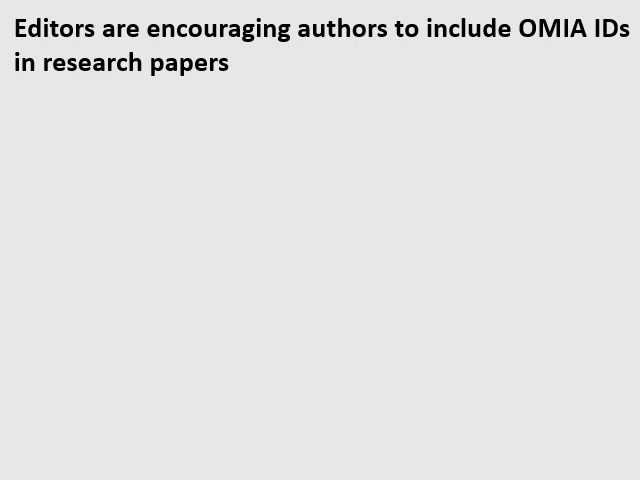 Editors are encouraging authors to include OMIA IDs
in research papers